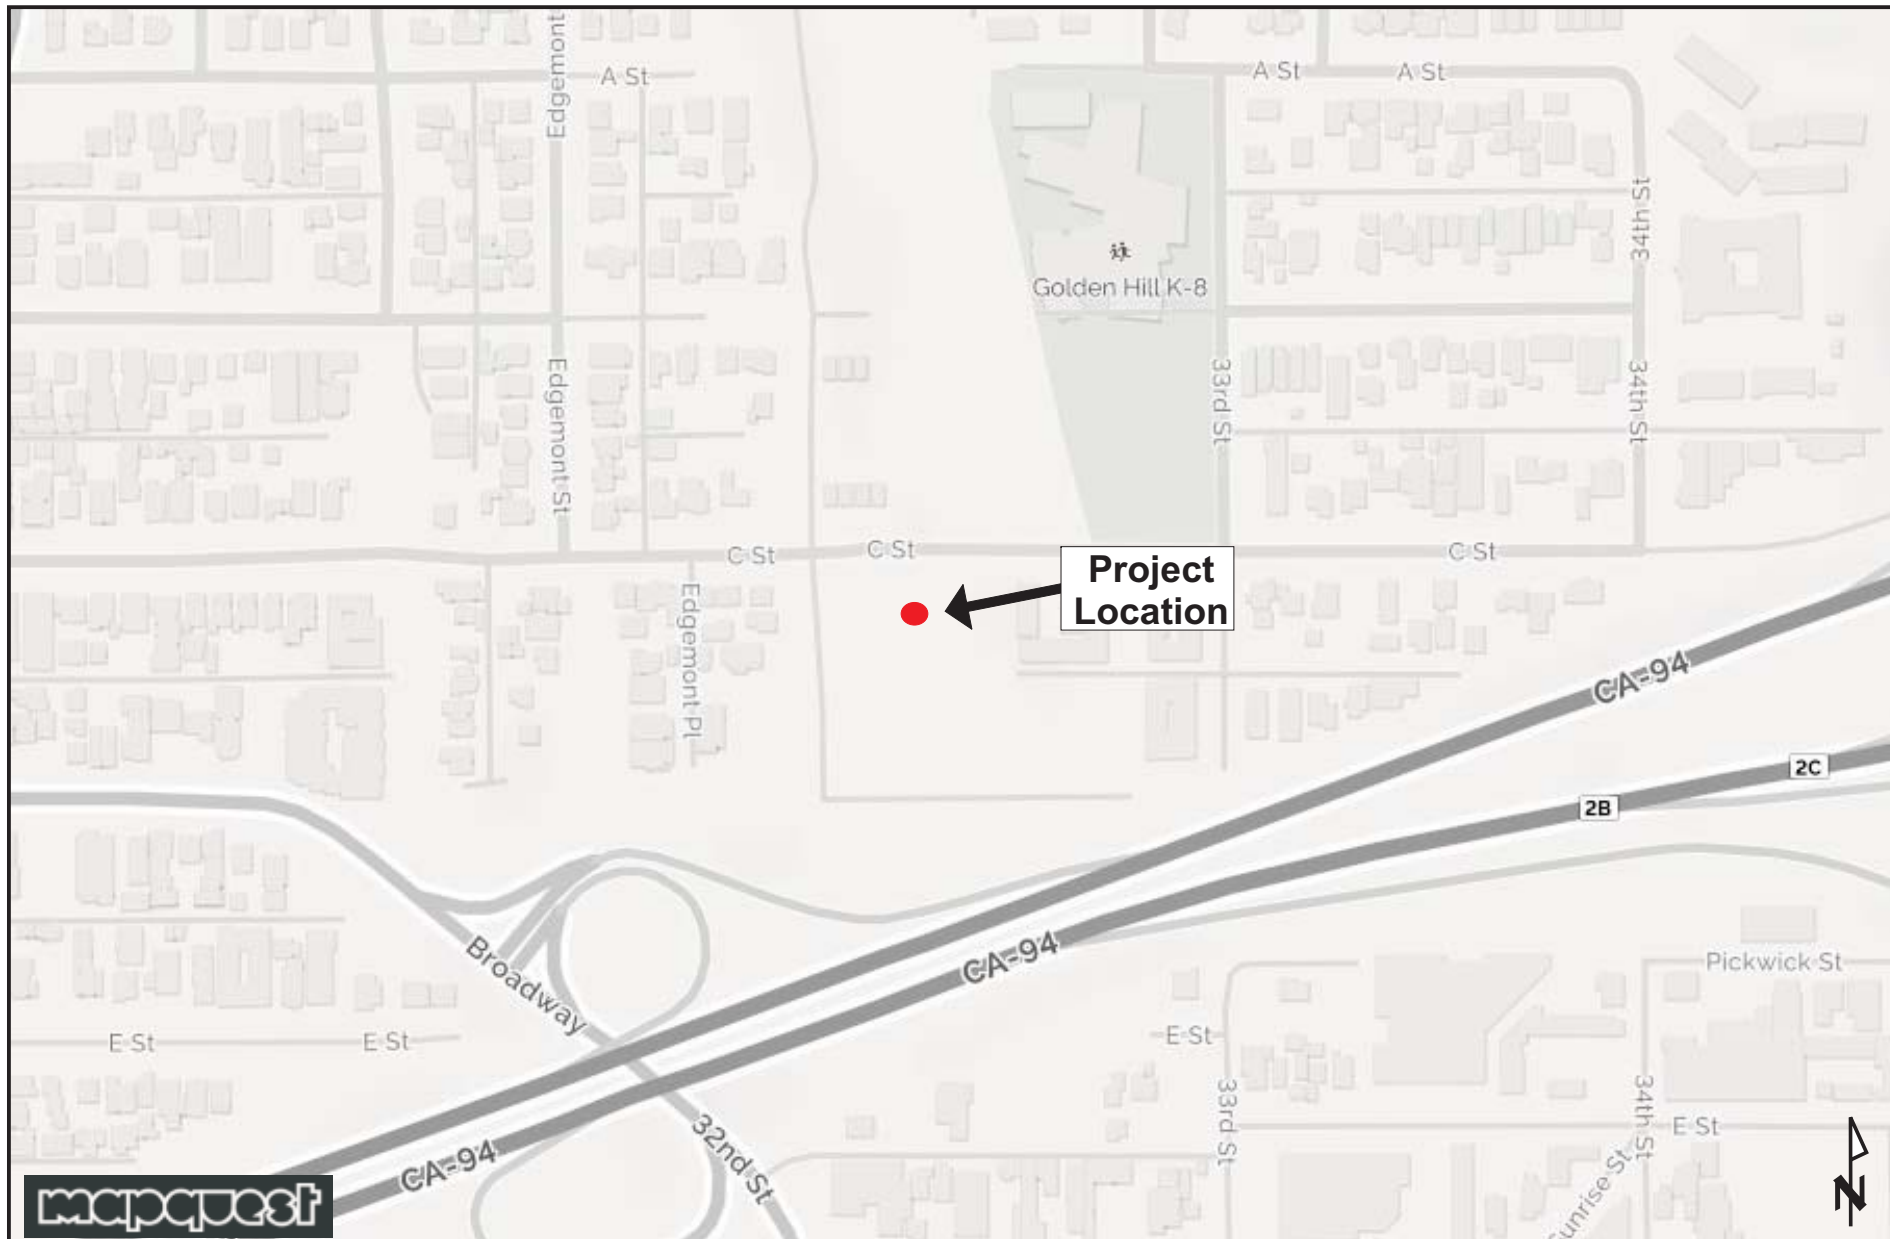 Edgemont
A St
A St
A St
34th St
Golden Hill K-8
Edgemont St
33rd St
34th St
C St
C St
C St
Project
Location
Edgemont Pl
CA-94
2C
2B
Broadway
CA-94
Pickwick St
E St
E St
E St
33rd St
34th St
E St
32nd St
CA-94
Sunrise St
mapquest
N